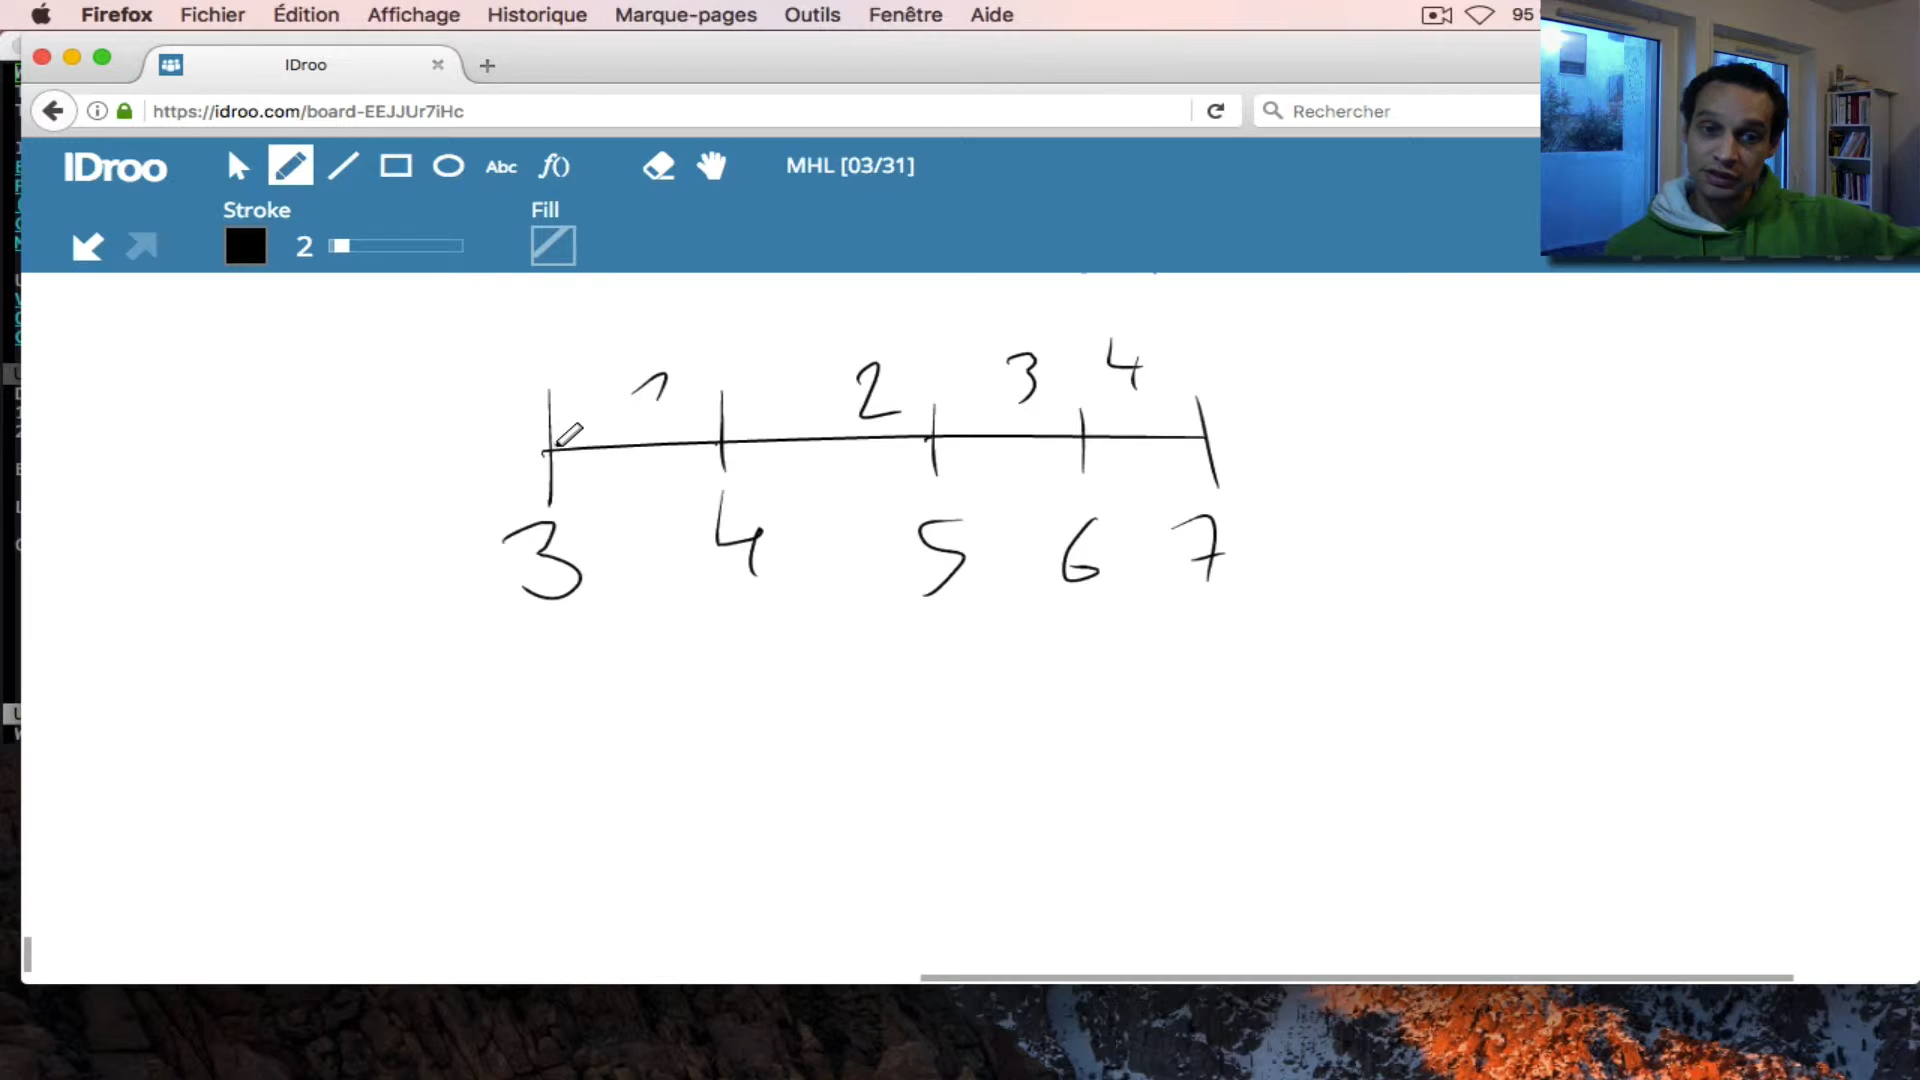 Firefox Fichier Édition Affichage Historique Marque-pages Outils Fenêtre Aide 95
IDroo
https://idroo.com/board-EEJJUr7iHc Rechercher
IDroo Abc f() MHL [03/31]
Stroke Fill
2
1 2 3 4
3 4 5 6 7